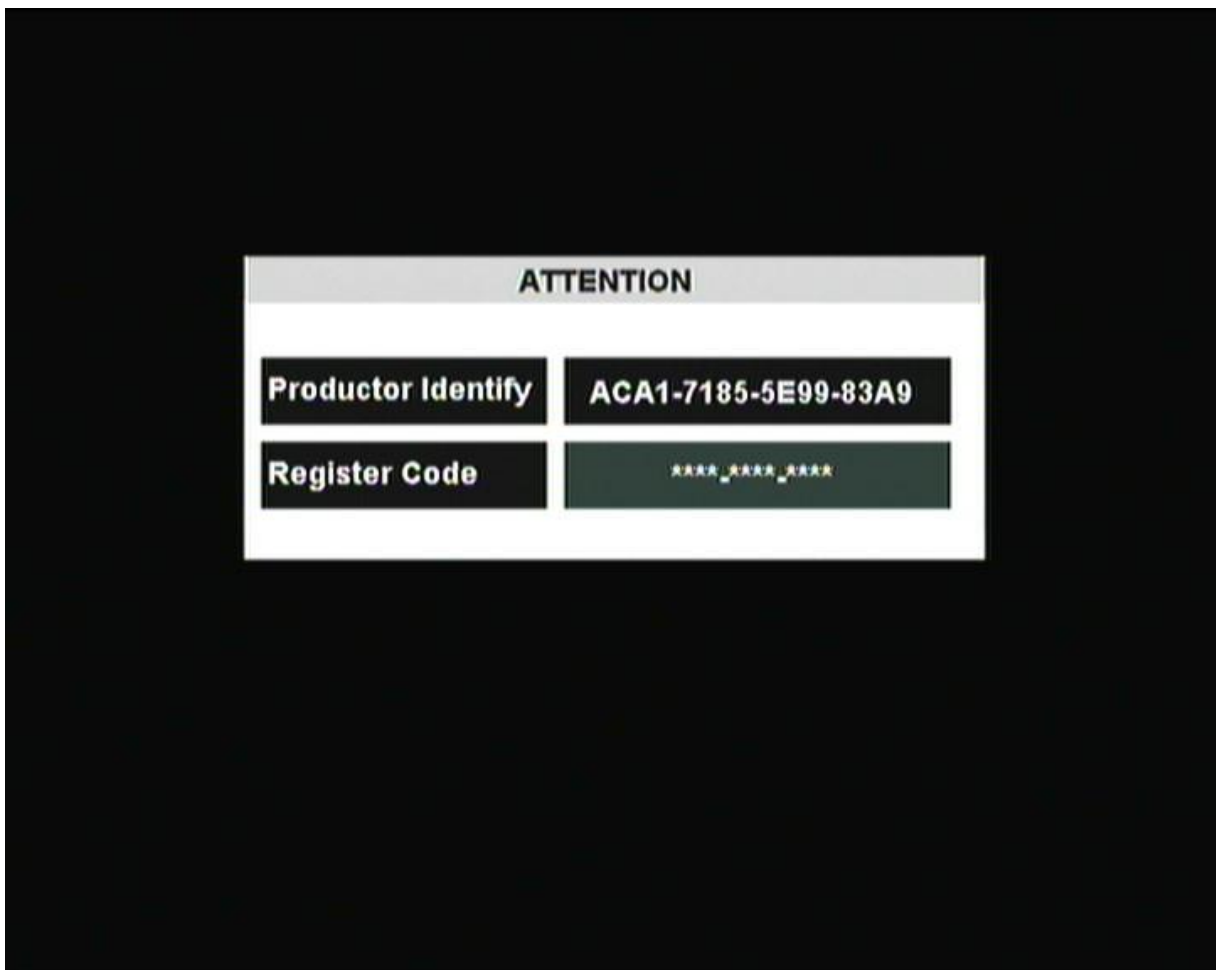 ATTENTION
Productor Identify ACA1-7185-5E99-83A9
Register Code ****-****-****